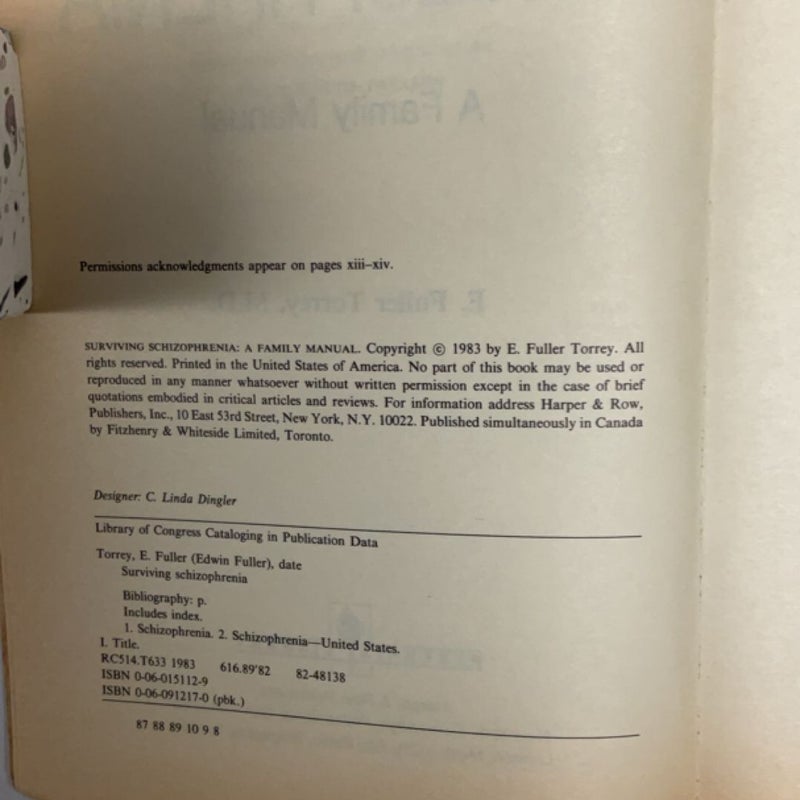 Permissions acknowledgments appear on pages xiii–xiv.
SURVIVING SCHIZOPHRENIA: A FAMILY MANUAL. Copyright © 1983 by E. Fuller Torrey. All
rights reserved. Printed in the United States of America. No part of this book may be used or
reproduced in any manner whatsoever without written permission except in the case of brief
quotations embodied in critical articles and reviews. For information address Harper & Row,
Publishers, Inc., 10 East 53rd Street, New York, N.Y. 10022. Published simultaneously in Canada
by Fitzhenry & Whiteside Limited, Toronto.
Designer: C. Linda Dingler
Library of Congress Cataloging in Publication Data
Torrey, E. Fuller (Edwin Fuller), date
Surviving schizophrenia
Bibliography: p.
Includes index.
1. Schizophrenia. 2. Schizophrenia—United States.
I. Title.
RC514.T633 1983 616.89'82 82-48138
ISBN 0-06-015112-9
ISBN 0-06-091217-0 (pbk.)
87 88 89 10 9 8